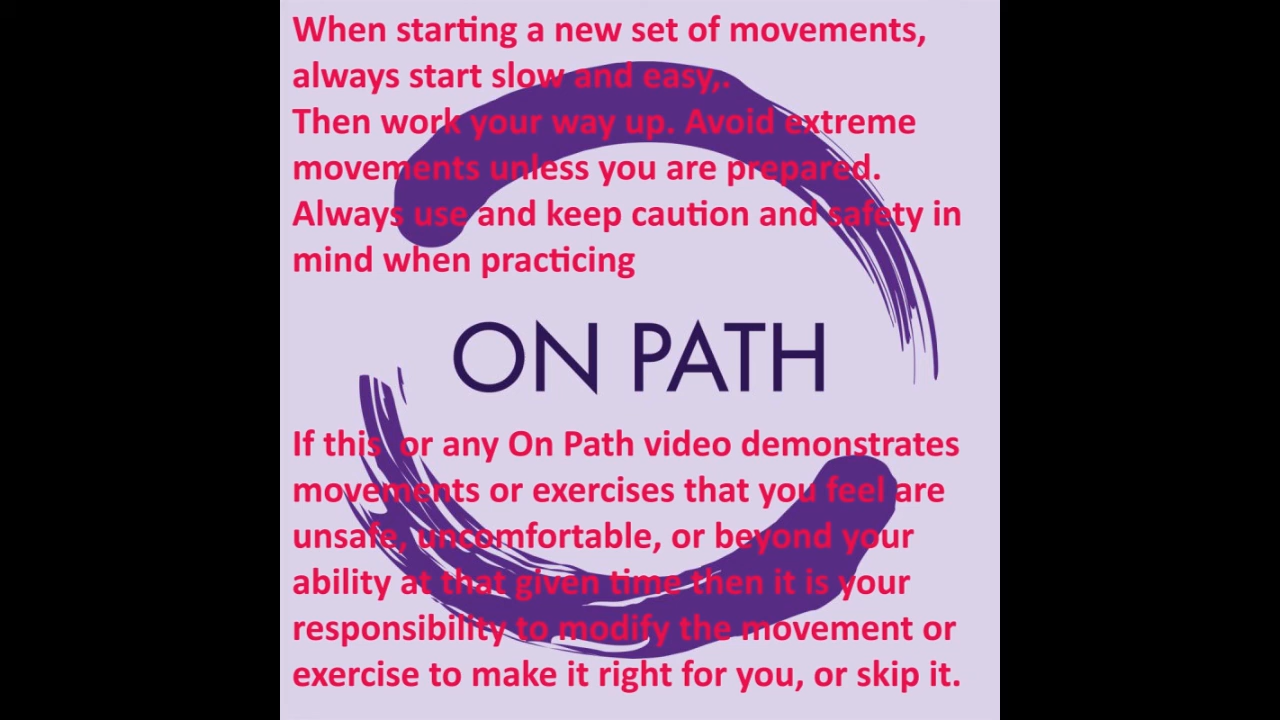 When starting a new set of movements,
always start slow and easy,.
Then work your way up. Avoid extreme
movements unless you are prepared.
Always use and keep caution and safety in
mind when practicing
ON PATH
If this  or any On Path video demonstrates
movements or exercises that you feel are
unsafe, uncomfortable, or beyond your
ability at that given time then it is your
responsibility to modify the movement or
exercise to make it right for you, or skip it.